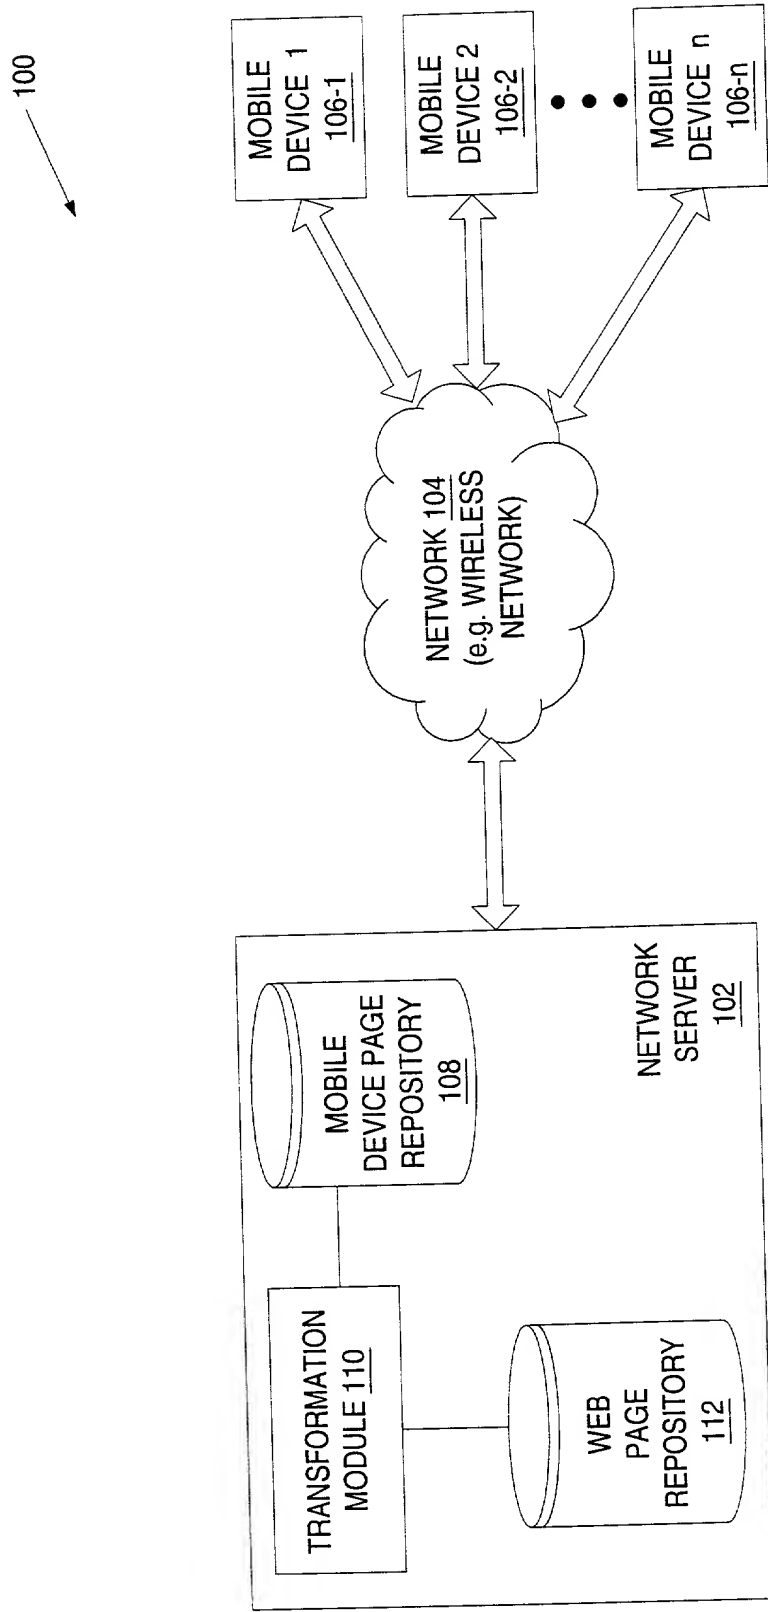 100
TRANSFORMATION
MODULE 110
MOBILE
DEVICE PAGE
REPOSITORY
108
WEB
PAGE
REPOSITORY
112
NETWORK
SERVER
102
NETWORK 104
(e.g. WIRELESS
NETWORK)
MOBILE
DEVICE 1
106-1
MOBILE
DEVICE 2
106-2
MOBILE
DEVICE n
106-n